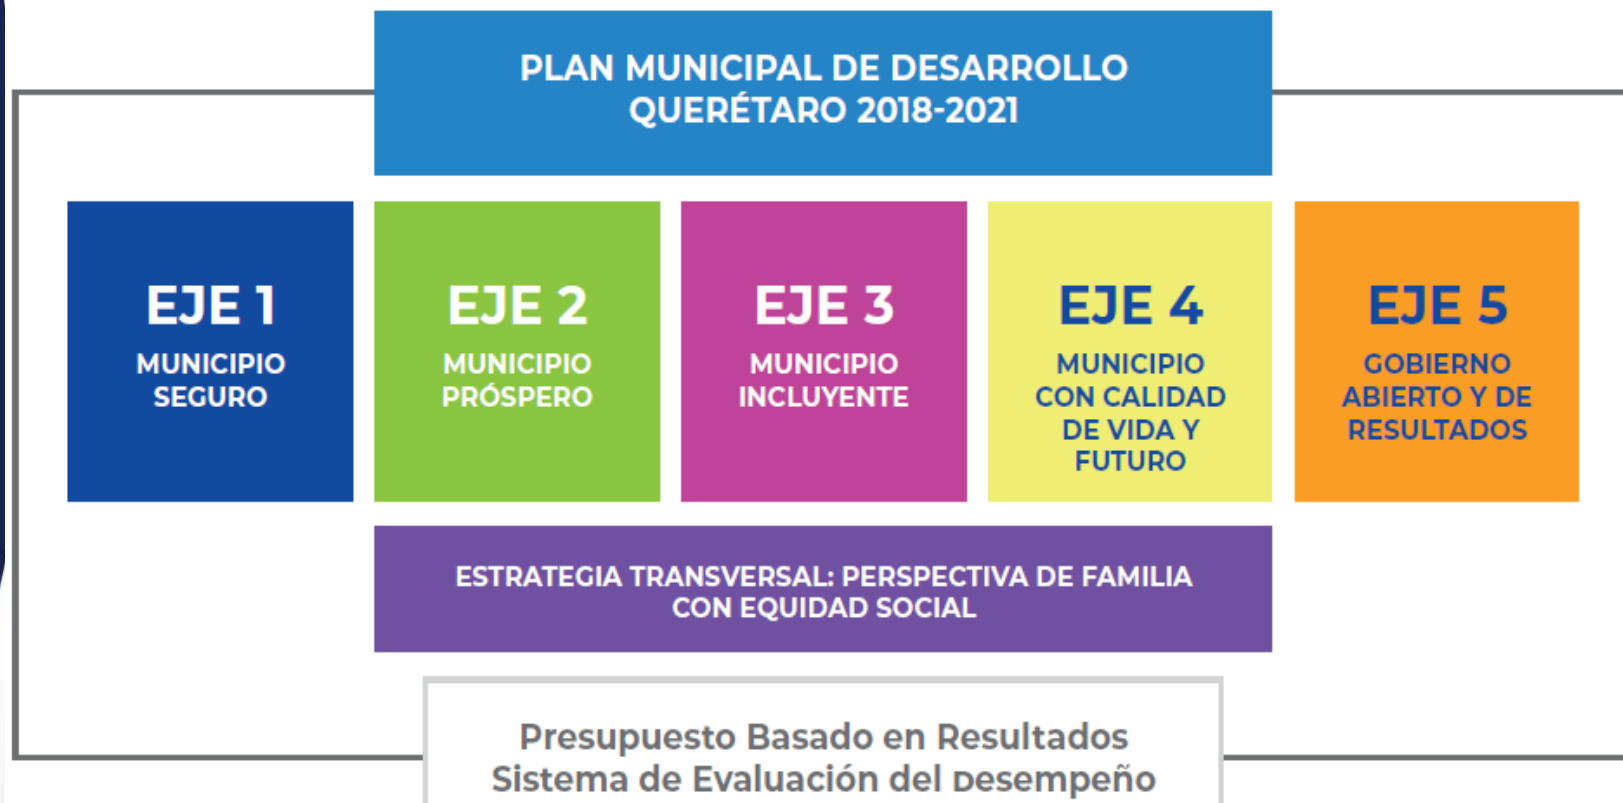 PLAN MUNICIPAL DE DESARROLLO
QUERÉTARO 2018-2021
EJE 1
MUNICIPIO
SEGURO
EJE 2
MUNICIPIO
PRÓSPERO
EJE 3
MUNICIPIO
INCLUYENTE
EJE 4
MUNICIPIO
CON CALIDAD
DE VIDA Y
FUTURO
EJE 5
GOBIERNO
ABIERTO Y DE
RESULTADOS
ESTRATEGIA TRANSVERSAL: PERSPECTIVA DE FAMILIA
CON EQUIDAD SOCIAL
Presupuesto Basado en Resultados
Sistema de Evaluación del Desempeño